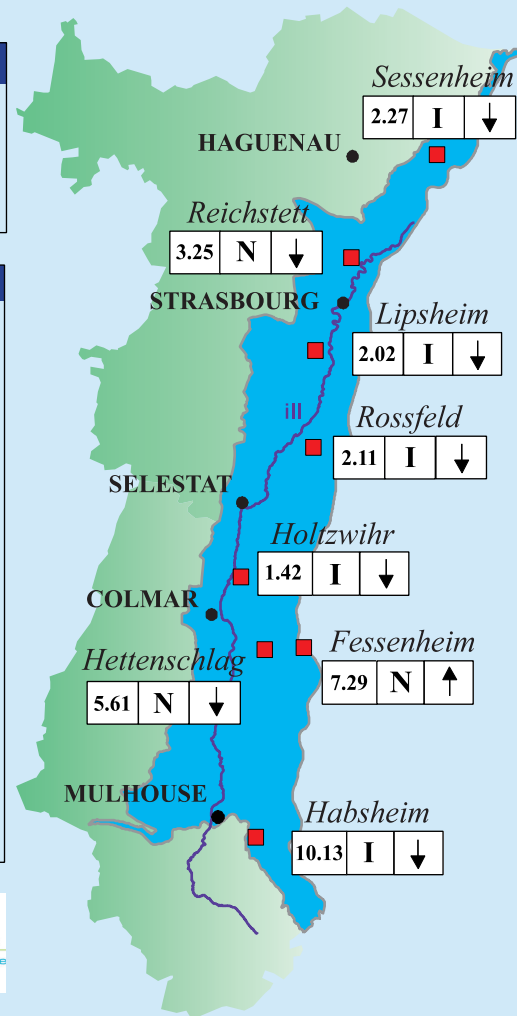 Sessenheim
2.27 I ↓
HAGUENAU
Reichstett
3.25 N ↓
STRASBOURG
Lipsheim
2.02 I ↓
ill
Rossfeld
2.11 I ↓
SELESTAT
Holtzwihr
1.42 I ↓
COLMAR
Fessenheim
7.29 N ↑
Hettenschlag
5.61 N ↓
MULHOUSE
Habsheim
10.13 I ↓
e